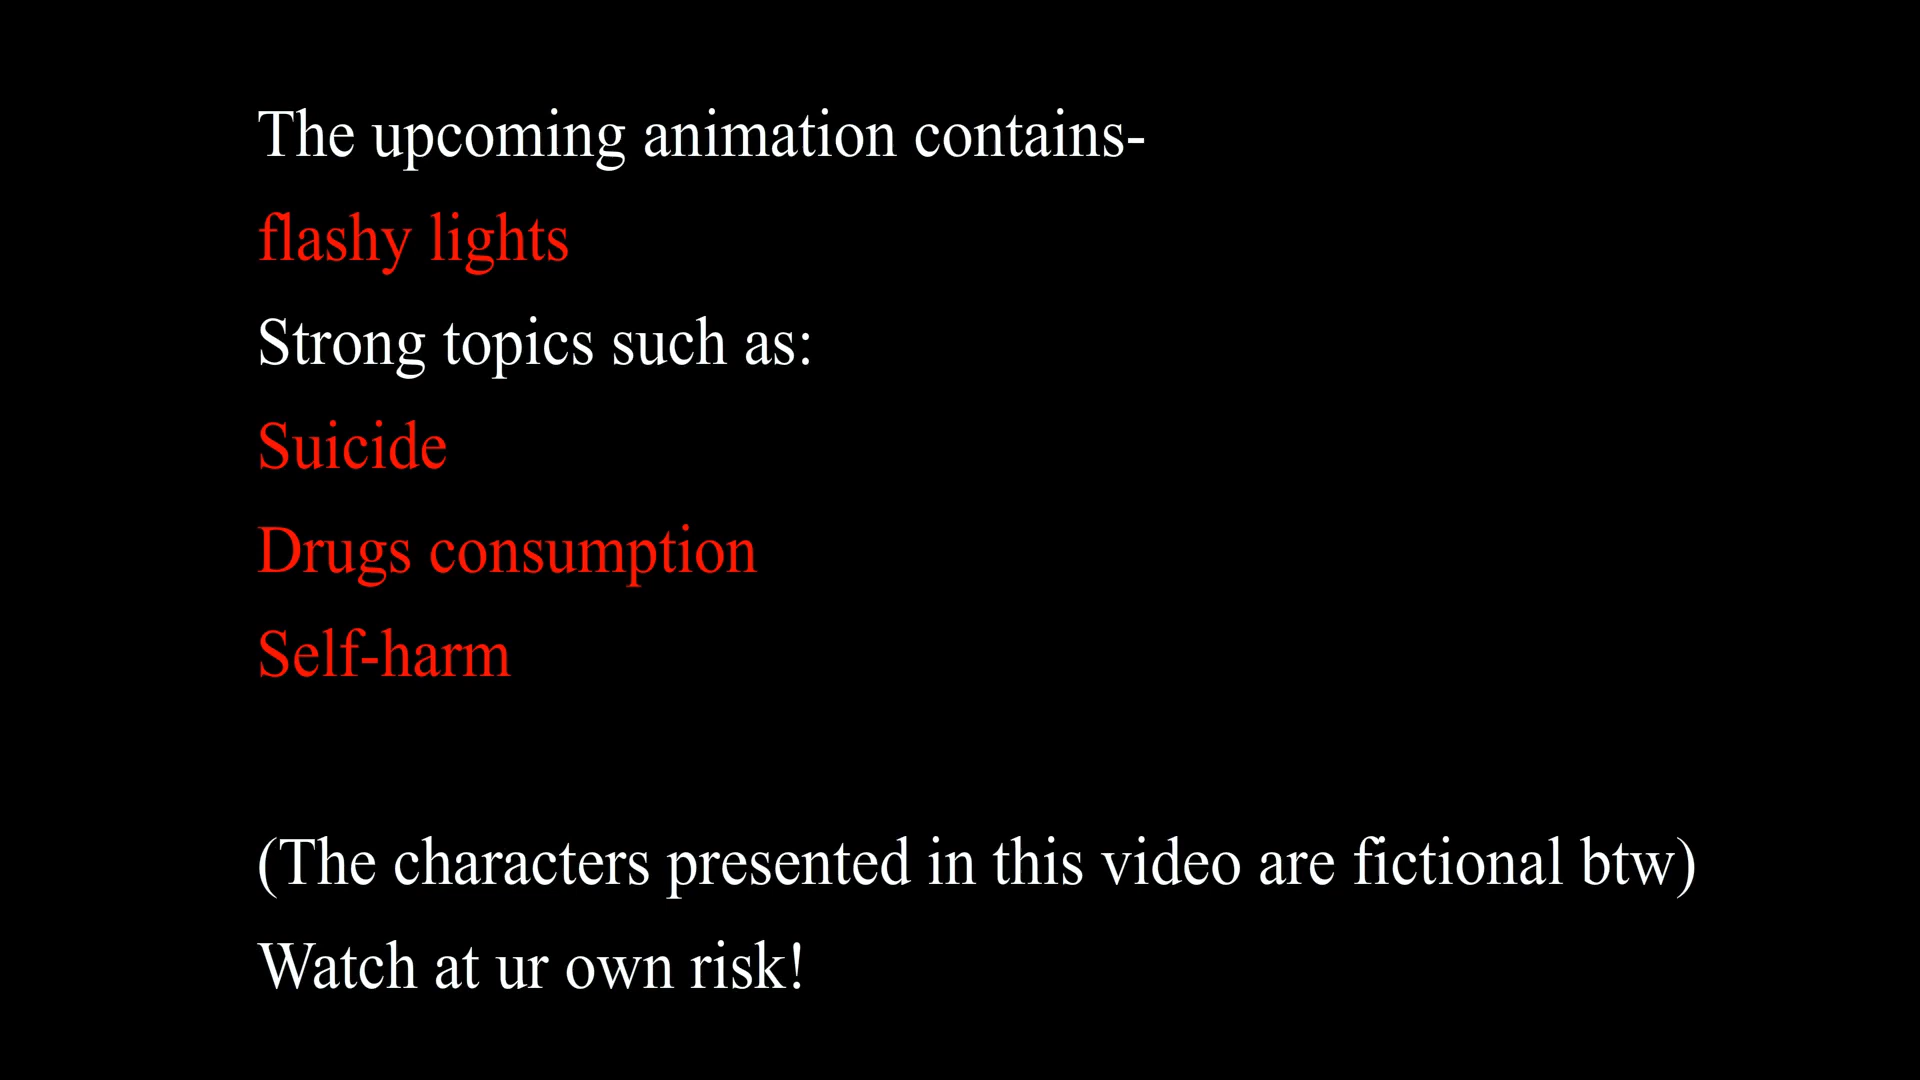 The upcoming animation contains-
flashy lights
Strong topics such as:
Suicide
Drugs consumption
Self-harm
(The characters presented in this video are fictional btw)
Watch at ur own risk!